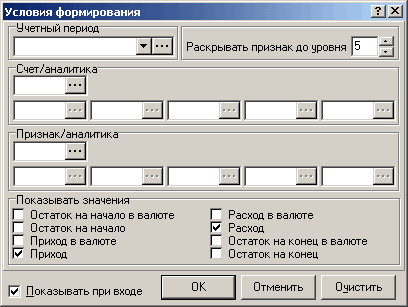 Условия формирования
Учетный период
Раскрывать признак до уровня 5
Счет/аналитика
Признак/аналитика
Показывать значения
Остаток на начало в валюте
Остаток на начало
Приход в валюте
Приход
Расход в валюте
Расход
Остаток на конец в валюте
Остаток на конец
Показывать при входе
OK
Отменить
Очистить